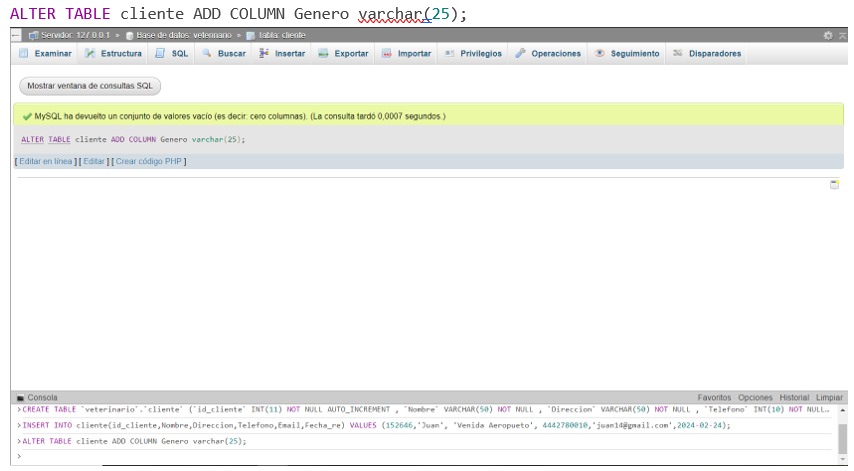 ALTER TABLE cliente ADD COLUMN Genero varchar(25);
Servidor: 127.0.0.1 » Base de datos: veterinario » Tabla: cliente
Examinar Estructura SQL Buscar Insertar Exportar Importar Privilegios Operaciones Seguimiento Disparadores
Mostrar ventana de consultas SQL
MySQL ha devuelto un conjunto de valores vacío (es decir: cero columnas). (La consulta tardó 0,0007 segundos.)
ALTER TABLE cliente ADD COLUMN Genero varchar(25);
[ Editar en línea ] [ Editar ] [ Crear código PHP ]
Consola Favoritos Opciones Historial Limpiar
>CREATE TABLE `veterinario`.`cliente` (`id_cliente` INT(11) NOT NULL AUTO_INCREMENT , `Nombre` VARCHAR(50) NOT NULL , `Direccion` VARCHAR(50) NOT NULL , `Telefono` INT(10) NOT NULL…
>INSERT INTO cliente(id_cliente,Nombre,Direccion,Telefono,Email,Fecha_re) VALUES (152646,'Juan', 'Venida Aeropueto', 4442780010,'juan14@gmail.com',2024-02-24);
>ALTER TABLE cliente ADD COLUMN Genero varchar(25);
>